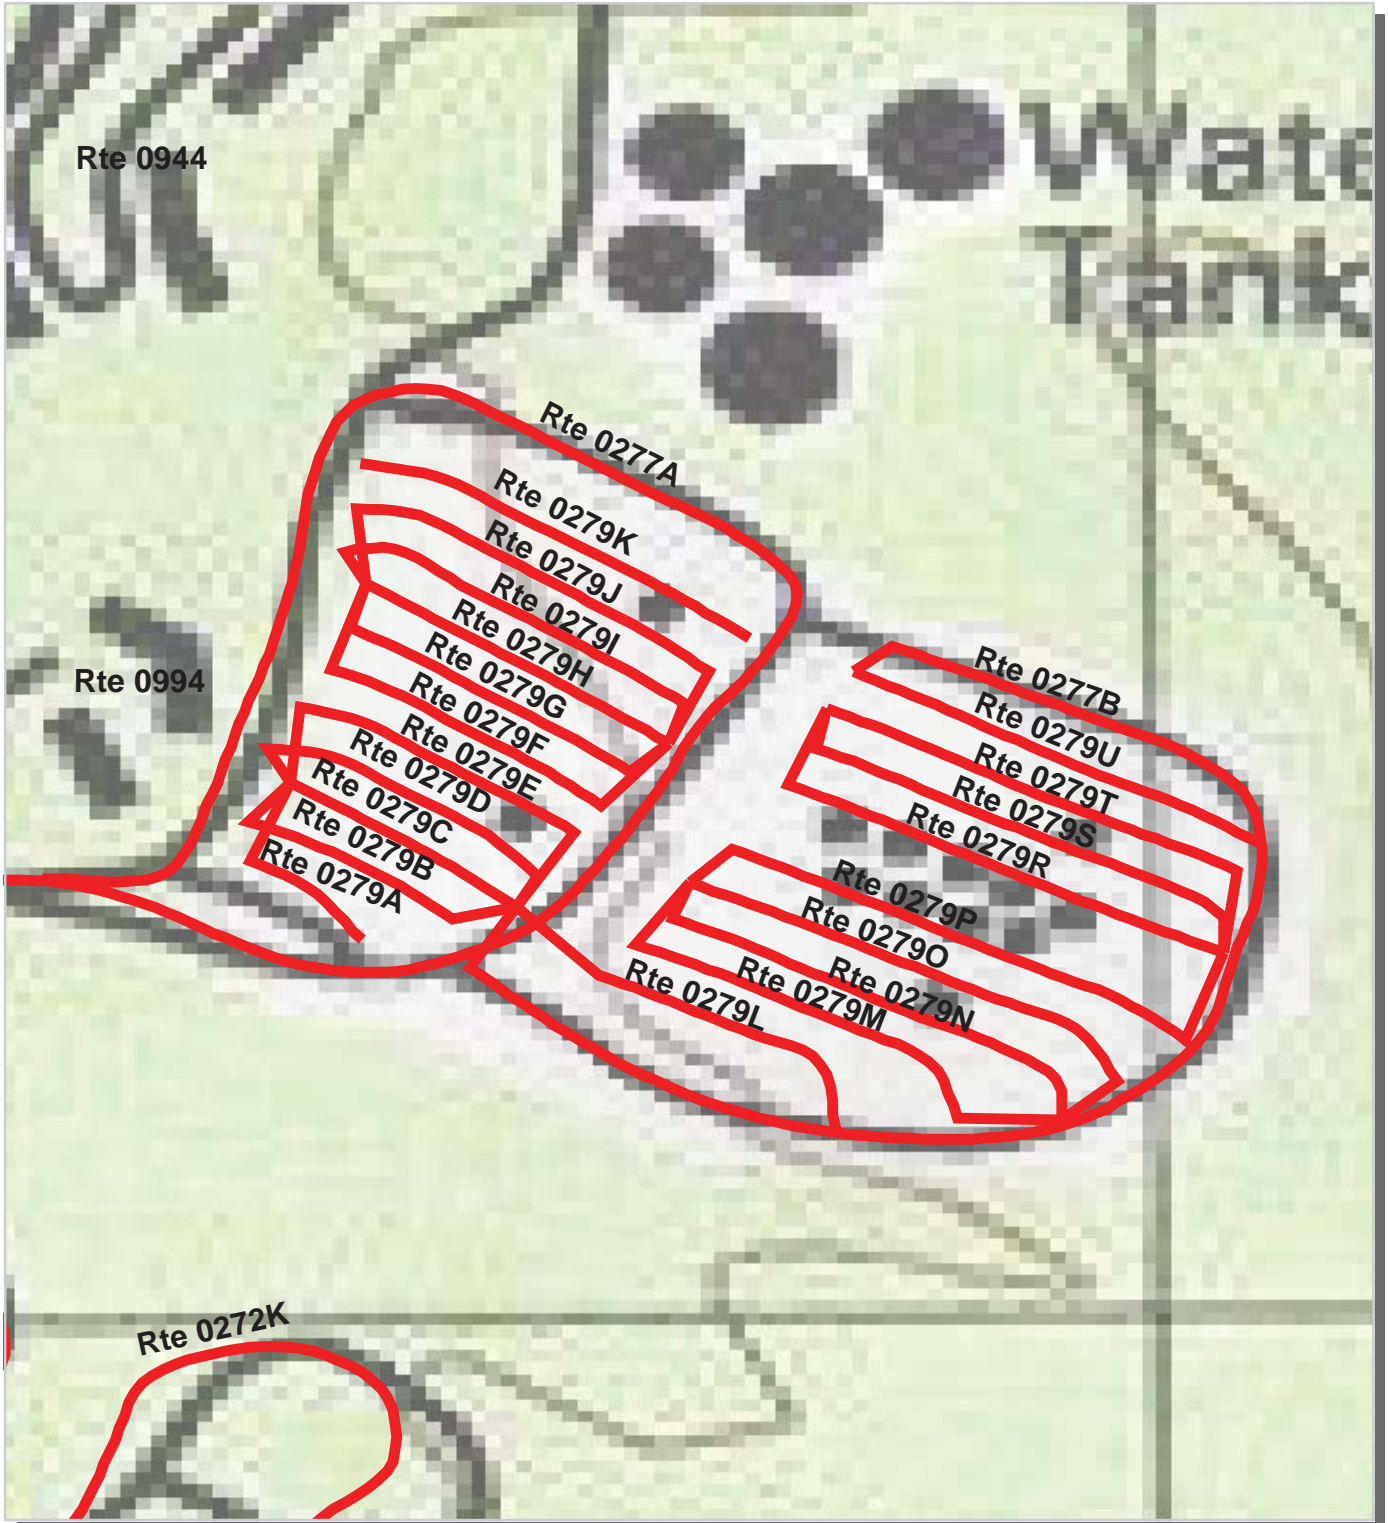 Rte 0944
Wate
Tank
Rte 0277A
Rte 0279K
Rte 0279J
Rte 0279I
Rte 0279H
Rte 0279G
Rte 0279F
Rte 0279E
Rte 0279D
Rte 0279C
Rte 0279B
Rte 0279A
Rte 0994
Rte 0277B
Rte 0279U
Rte 0279T
Rte 0279S
Rte 0279R
Rte 0279P
Rte 0279O
Rte 0279N
Rte 0279M
Rte 0279L
Rte 0272K